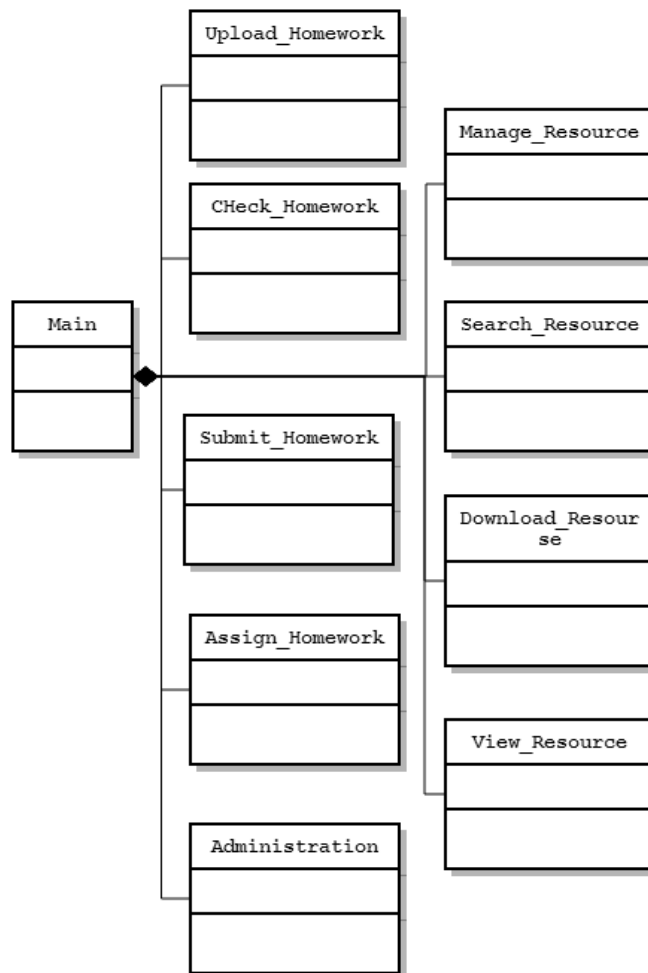 Upload_Homework
CHeck_Homework
Main
Submit_Homework
Assign_Homework
Administration
Manage_Resource
Search_Resource
Download_Resour
se
View_Resource